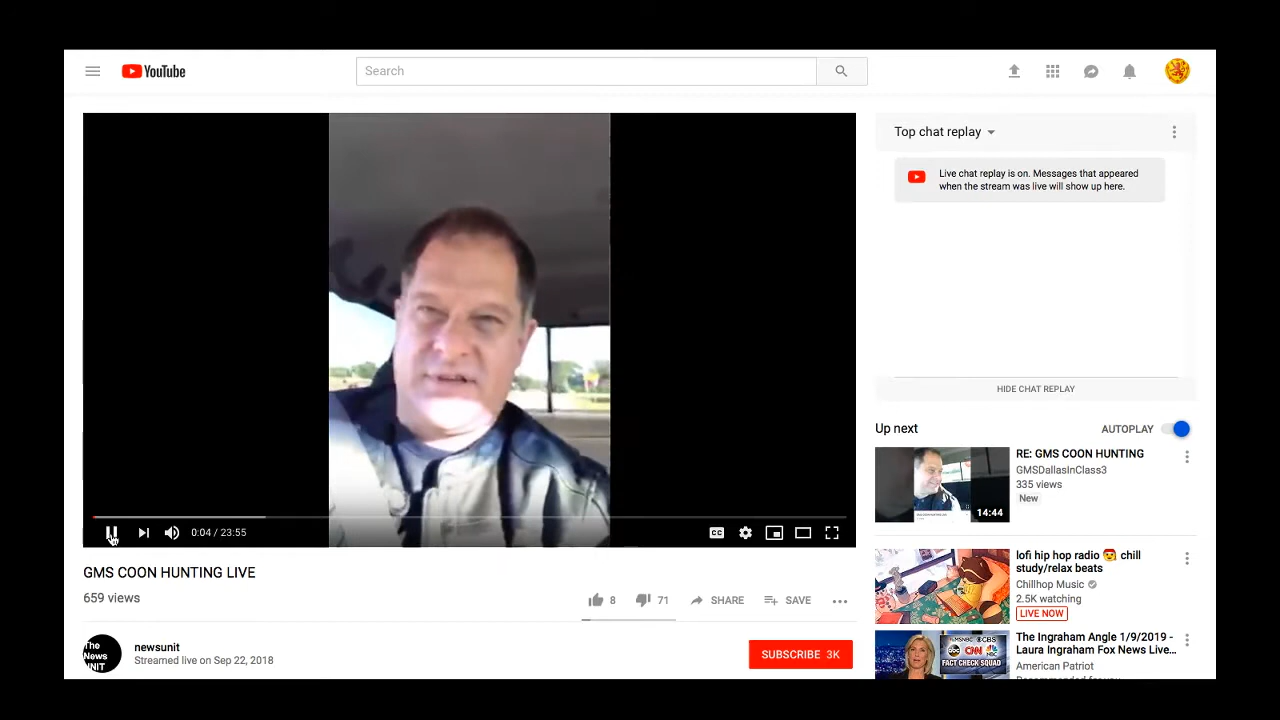 YouTube
Search
Top chat replay
Live chat replay is on. Messages that appeared
when the stream was live will show up here.
HIDE CHAT REPLAY
0:04 / 23:55
CC
GMS COON HUNTING LIVE
659 views
8
71
SHARE
SAVE
The
News
UNIT
newsunit
Streamed live on Sep 22, 2018
SUBSCRIBE 3K
Up next
AUTOPLAY
RE: GMS COON HUNTING
GMSDallasInClass3
335 views
New
14:44
lofi hip hop radio chill
study/relax beats
Chillhop Music
2.5K watching
LIVE NOW
The Ingraham Angle 1/9/2019 -
Laura Ingraham Fox News Live...
American Patriot
abc
CBS
CNN
FACT CHECK SQUAD